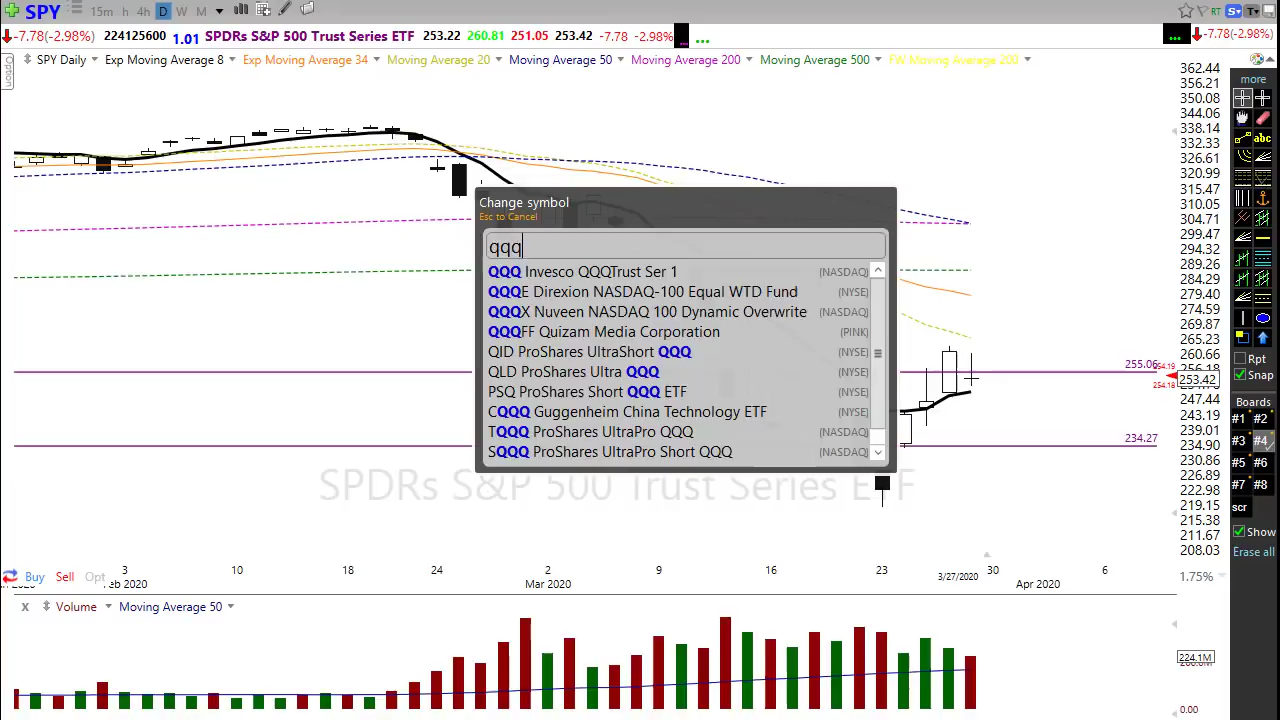 SPY 15m h 4h D W M RT S T
-7.78(-2.98%) 224125600 1.01 SPDRs S&P 500 Trust Series ETF 253.22 260.81 251.05 253.42 -7.78 -2.98% ... ... -7.78(-2.98%)
Option
SPY Daily Exp Moving Average 8 Exp Moving Average 34 Moving Average 20 Moving Average 50 Moving Average 200 Moving Average 500 FW Moving Average 200
362.44
356.21
350.08
344.06
338.14
332.33
326.61
320.99
315.47
310.05
304.71
299.47
294.32
289.26
284.29
279.40
274.59
269.87
265.23
260.66
256.18
253.42
247.44
243.19
239.01
234.90
230.86
226.89
222.98
219.15
215.38
211.67
208.03
255.06
254.19
254.18
234.27
Change symbol
Esc to Cancel
qqq
QQQ Invesco QQQTrust Ser 1 (NASDAQ)
QQQE Direxion NASDAQ-100 Equal WTD Fund (NYSE)
QQQX Nuveen NASDAQ 100 Dynamic Overwrite (NASDAQ)
QQQFF Quizam Media Corporation (PINK)
QID ProShares UltraShort QQQ (NYSE)
QLD ProShares Ultra QQQ (NYSE)
PSQ ProShares Short QQQ ETF (NYSE)
CQQQ Guggenheim China Technology ETF (NYSE)
TQQQ ProShares UltraPro QQQ (NASDAQ)
SQQQ ProShares UltraPro Short QQQ (NASDAQ)
SPDRs S&P 500 Trust Series ETF
more
abc
Rpt
Snap
Boards
#1 #2
#3 #4
#5 #6
#7 #8
scr
Show
Erase all
Buy Sell Opt
3 10 18 24 2 9 16 23 3/27/2020 30 6
Feb 2020 Mar 2020 Apr 2020
1.75%
x Volume Moving Average 50
224.1M
0.00